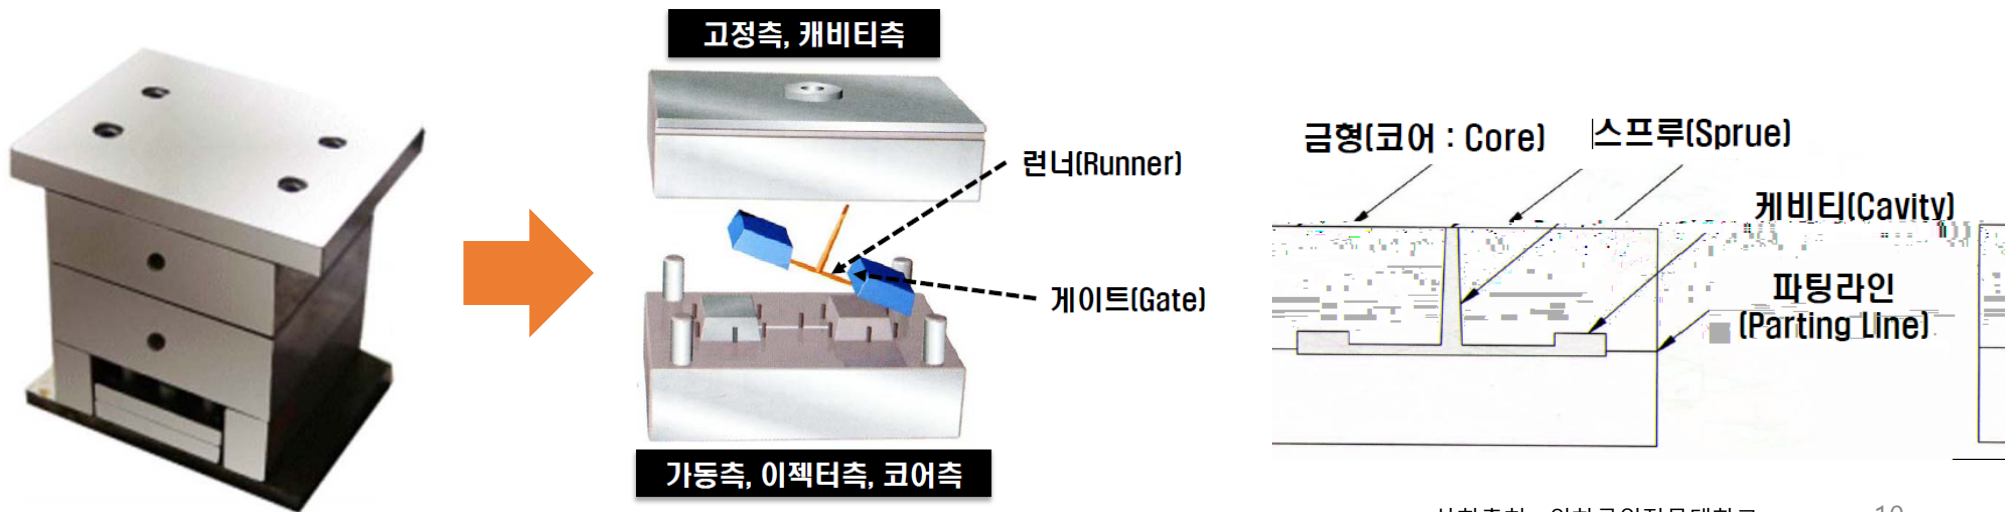 고정측, 캐비티측
런너(Runner)
게이트(Gate)
가동측, 이젝터측, 코어측
금형(코어 : Core)
스프루(Sprue)
케비티(Cavity)
파팅라인
(Parting Line)